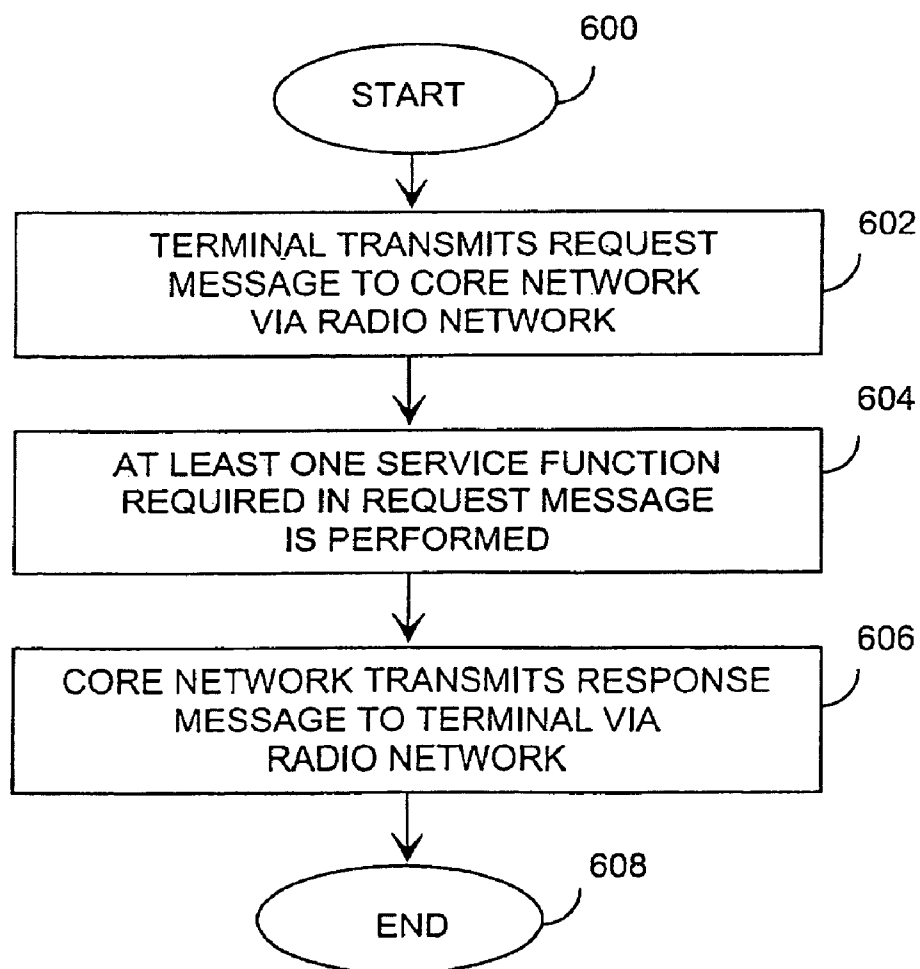 600
START
602
TERMINAL TRANSMITS REQUEST
MESSAGE TO CORE NETWORK
VIA RADIO NETWORK
604
AT LEAST ONE SERVICE FUNCTION
REQUIRED IN REQUEST MESSAGE
IS PERFORMED
606
CORE NETWORK TRANSMITS RESPONSE
MESSAGE TO TERMINAL VIA
RADIO NETWORK
608
END